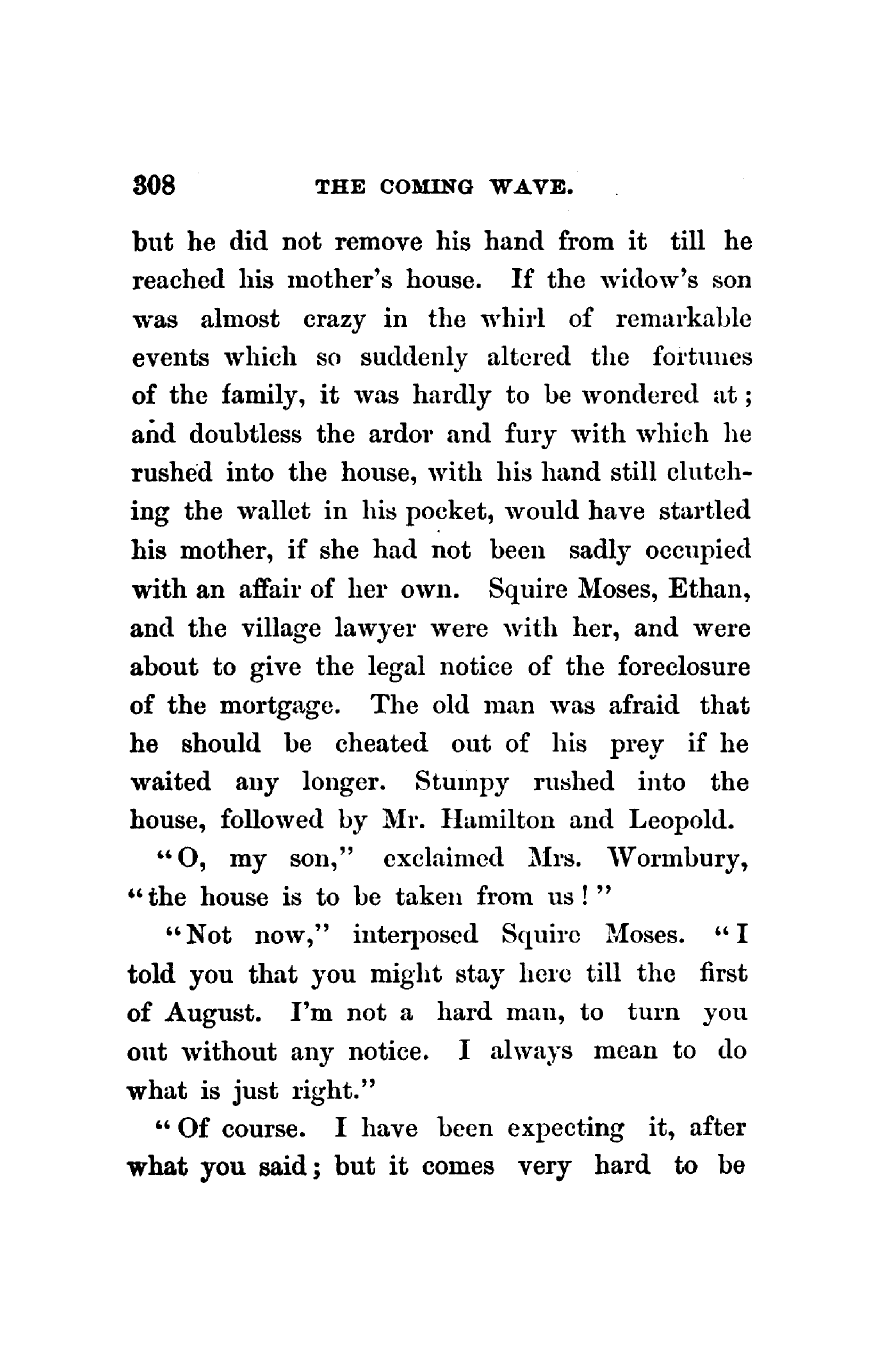 308 THE COMING WAVE.
but he did not remove his hand from it till he
reached his mother's house. If the widow's son
was almost crazy in the whirl of remarkable
events which so suddenly altered the fortunes
of the family, it was hardly to be wondered at;
and doubtless the ardor and fury with which he
rushed into the house, with his hand still clutch-
ing the wallet in his pocket, would have startled
his mother, if she had not been sadly occupied
with an affair of her own. Squire Moses, Ethan,
and the village lawyer were with her, and were
about to give the legal notice of the foreclosure
of the mortgage. The old man was afraid that
he should be cheated out of his prey if he
waited any longer. Stumpy rushed into the
house, followed by Mr. Hamilton and Leopold.
"O, my son," exclaimed Mrs. Wormbury,
"the house is to be taken from us!"
"Not now," interposed Squire Moses. "I
told you that you might stay here till the first
of August. I'm not a hard man, to turn you
out without any notice. I always mean to do
what is just right."
"Of course. I have been expecting it, after
what you said; but it comes very hard to be